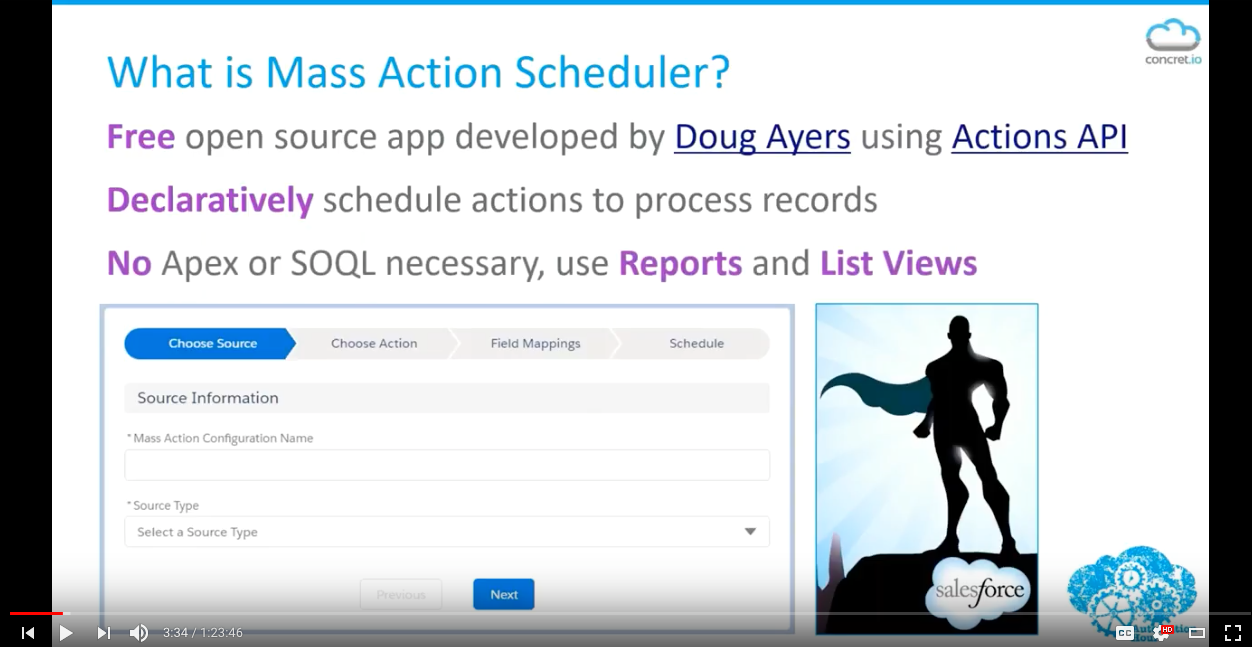 concret.io
What is Mass Action Scheduler?
Free open source app developed by Doug Ayers using Actions API
Declaratively schedule actions to process records
No Apex or SOQL necessary, use Reports and List Views
Choose Source
Choose Action
Field Mappings
Schedule
Source Information
* Mass Action Configuration Name
* Source Type
Select a Source Type
Previous
Next
salesforce
3:34 / 1:23:46
CC
HD